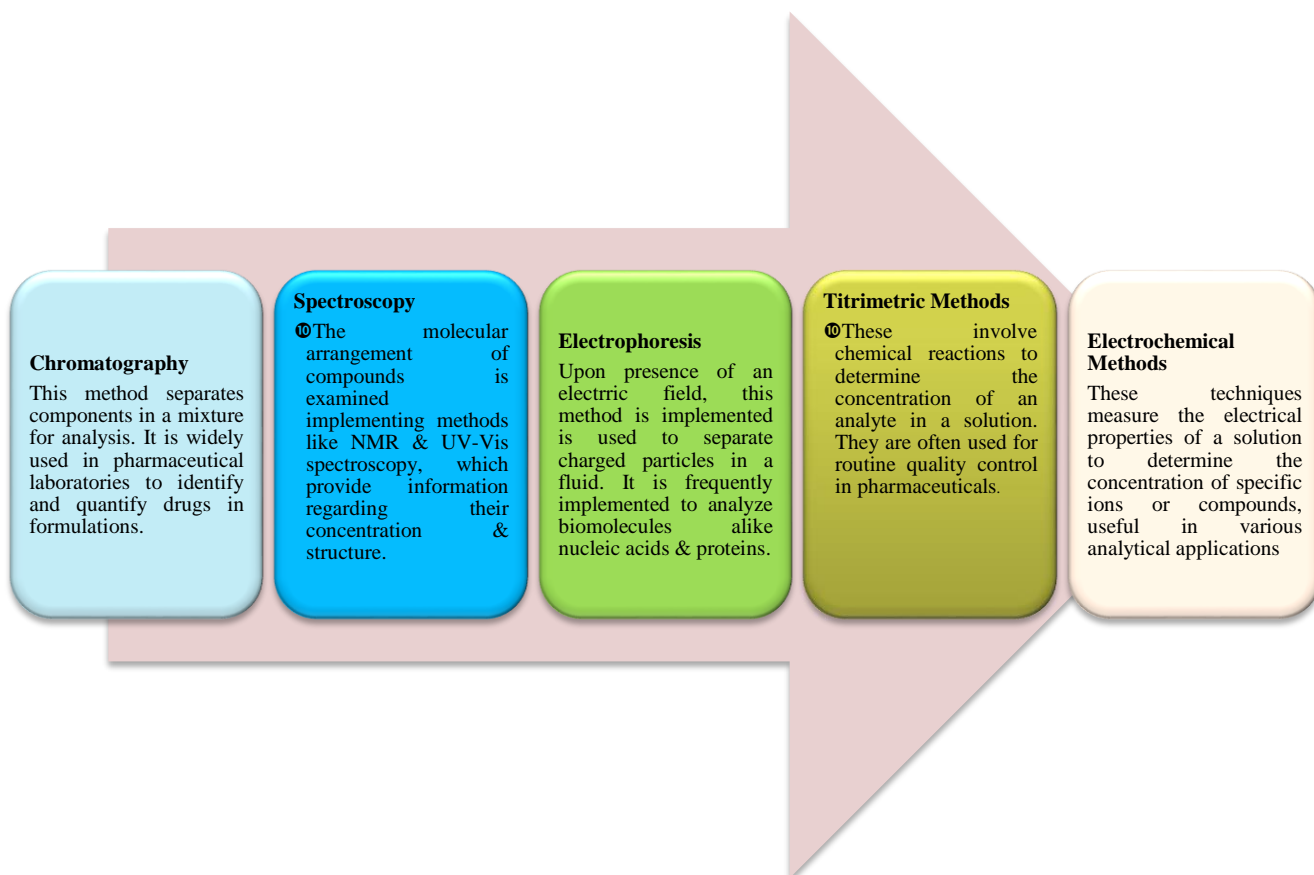 Chromatography
This method separates
components in a mixture
for analysis. It is widely
used in pharmaceutical
laboratories to identify
and quantify drugs in
formulations.
Spectroscopy
❿The molecular
arrangement of
compounds is
examined
implementing methods
like NMR & UV-Vis
spectroscopy, which
provide information
regarding their
concentration &
structure.
Electrophoresis
Upon presence of an
electrric field, this
method is implemented
is used to separate
charged particles in a
fluid. It is frequently
implemented to analyze
biomolecules alike
nucleic acids & proteins.
Titrimetric Methods
❿These involve
chemical reactions to
determine the
concentration of an
analyte in a solution.
They are often used for
routine quality control
in pharmaceuticals.
Electrochemical
Methods
These techniques
measure the electrical
properties of a solution
to determine the
concentration of specific
ions or compounds,
useful in various
analytical applications